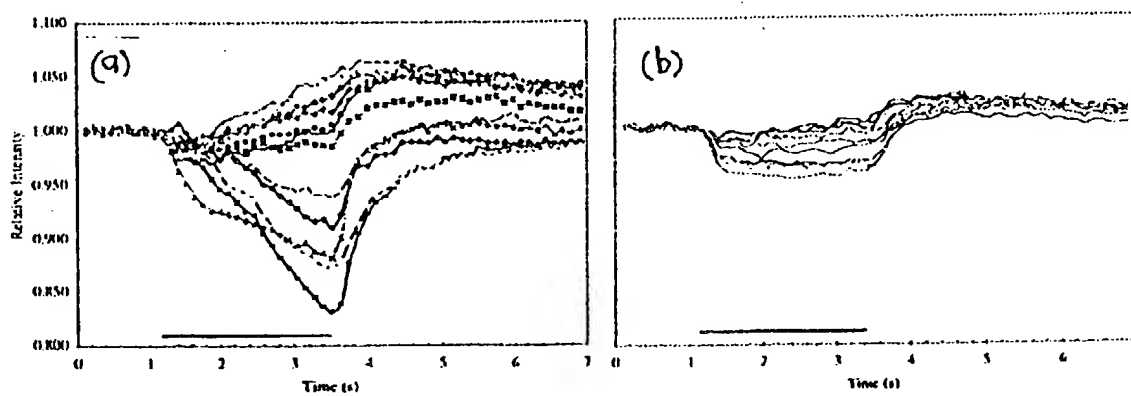 (a)
(b)
1.100
1.050
1.000
0.950
0.900
0.850
0.800
Relative Intensity
0 1 2 3 4 5 6 7
Time (s)
0 1 2 3 4 5 6
Time (s)